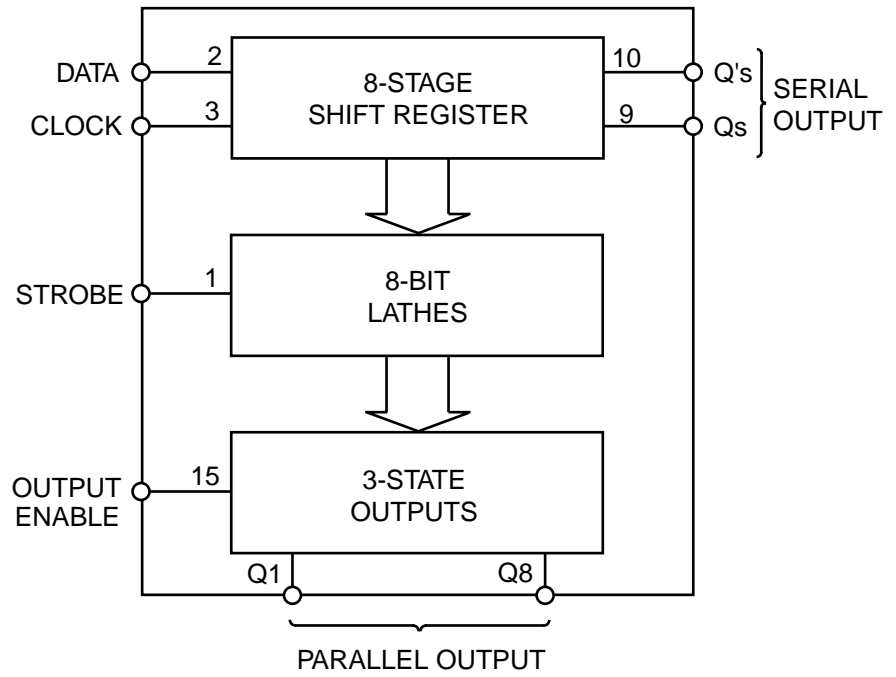 DATA
2
8-STAGE
SHIFT REGISTER
10
Q's
SERIAL
OUTPUT
CLOCK
3
9
Qs
STROBE
1
8-BIT
LATHES
OUTPUT
ENABLE
15
3-STATE
OUTPUTS
Q1
Q8
PARALLEL OUTPUT